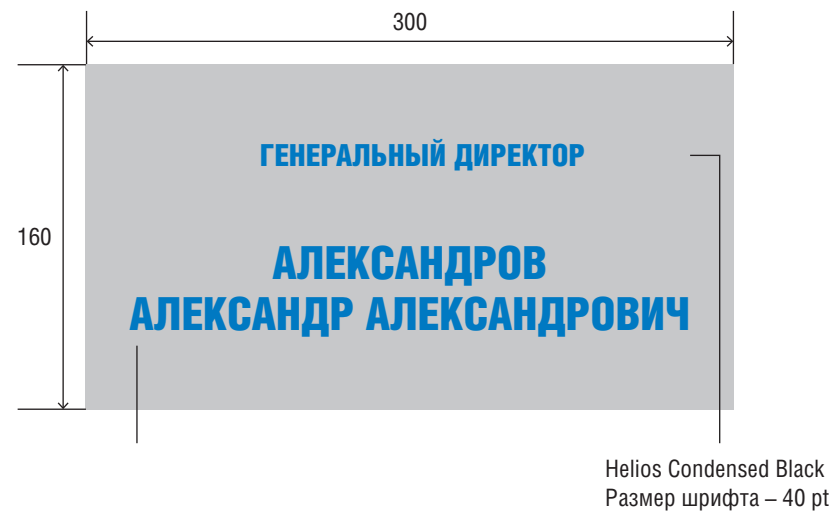 300
ГЕНЕРАЛЬНЫЙ ДИРЕКТОР
160
АЛЕКСАНДРОВ
АЛЕКСАНДР АЛЕКСАНДРОВИЧ
Helios Condensed Black
Размер шрифта – 40 pt